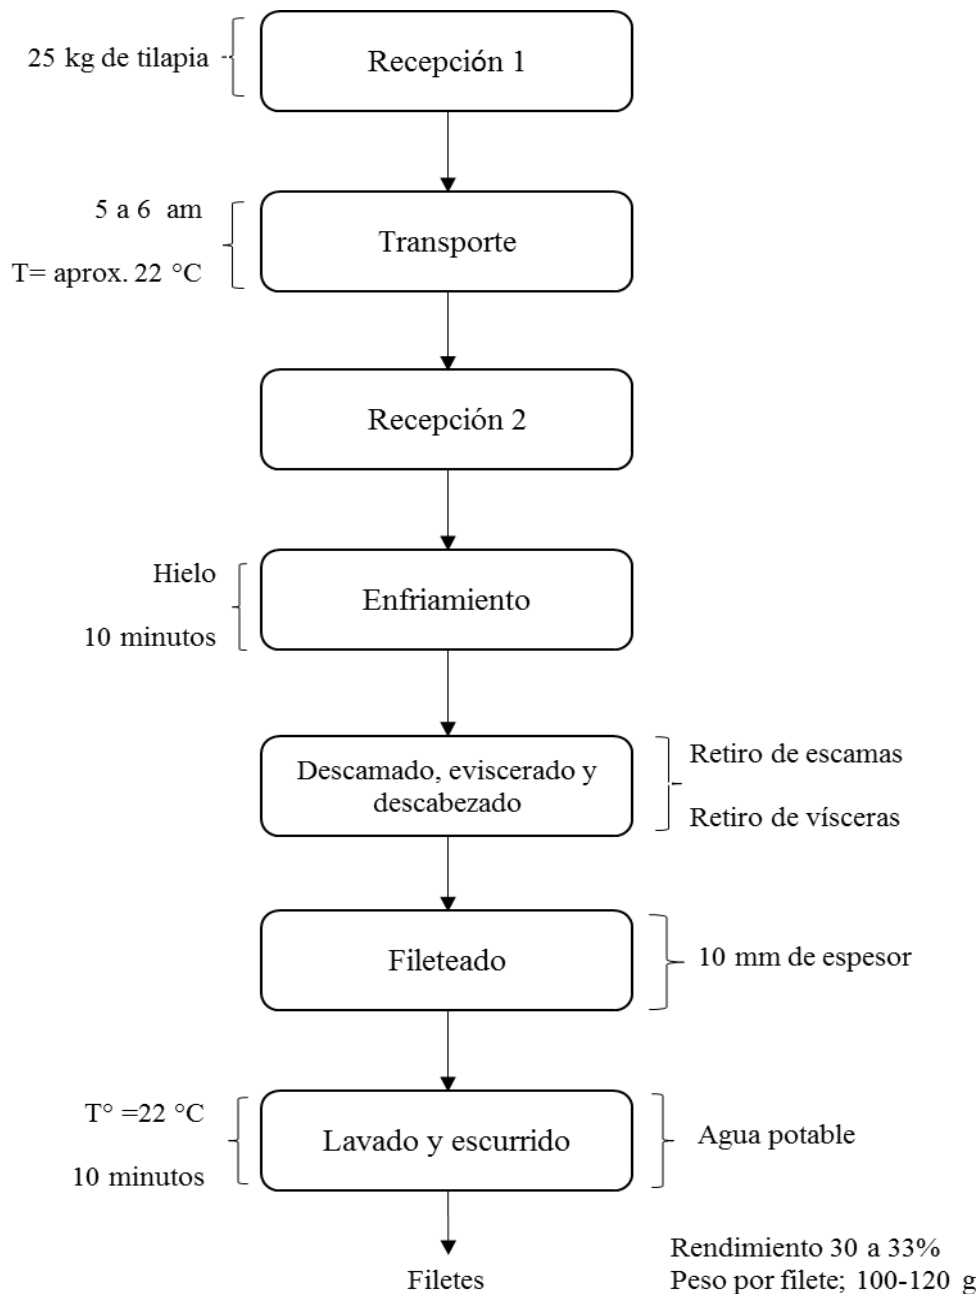 25 kg de tilapia
Recepción 1
5 a 6 am
T= aprox. 22 °C
Transporte
Recepción 2
Hielo
10 minutos
Enfriamiento
Descamado, eviscerado y
descabezado
Retiro de escamas
Retiro de vísceras
Fileteado
10 mm de espesor
T° =22 °C
10 minutos
Lavado y escurrido
Agua potable
Filetes
Rendimiento 30 a 33%
Peso por filete; 100-120 g